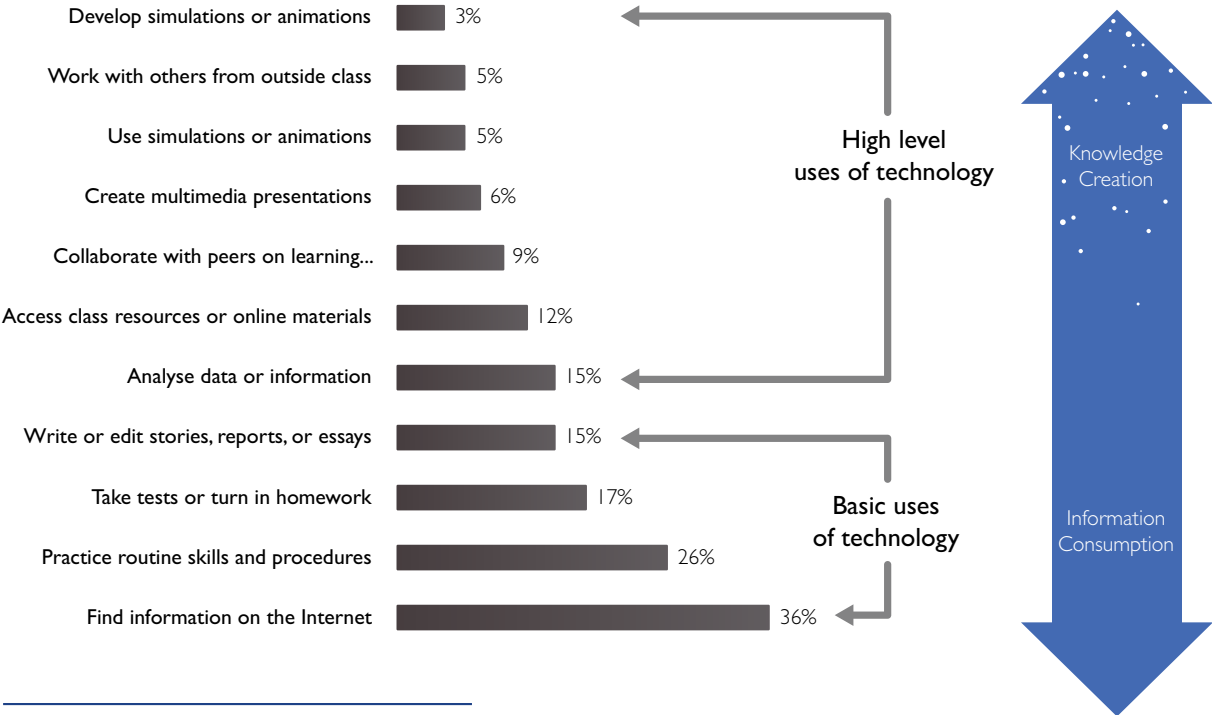 Develop simulations or animations 3%
Work with others from outside class 5%
Use simulations or animations 5%
Create multimedia presentations 6%
Collaborate with peers on learning... 9%
Access class resources or online materials 12%
Analyse data or information 15%
Write or edit stories, reports, or essays 15%
Take tests or turn in homework 17%
Practice routine skills and procedures 26%
Find information on the Internet 36%
High level
uses of technology
Basic uses
of technology
Knowledge
Creation
Information
Consumption